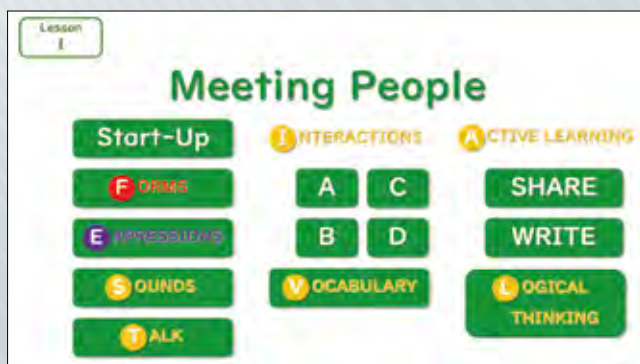 Lesson
1
Meeting People
Start-Up
FORMS
EXPRESSIONS
SOUNDS
TALK
INTERACTIONS
A
C
B
D
VOCABULARY
ACTIVE LEARNING
SHARE
WRITE
LOGICAL
THINKING